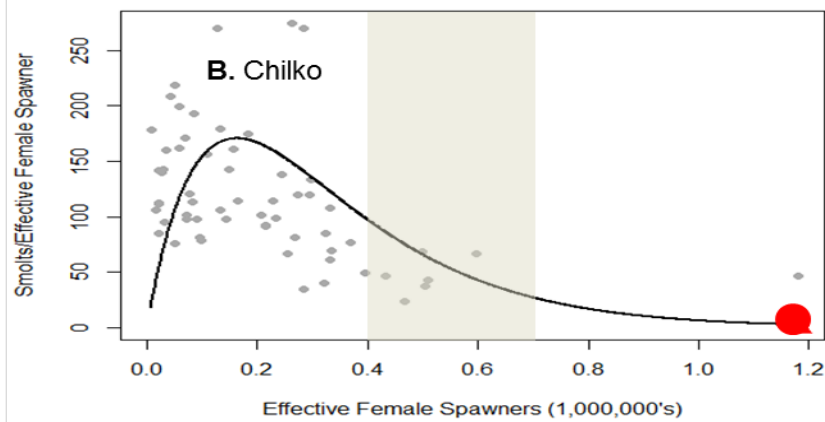 B. Chilko
Smolts/Effective Female Spawner
250
200
150
100
50
0
0.0 0.2 0.4 0.6 0.8 1.0 1.2
Effective Female Spawners (1,000,000's)